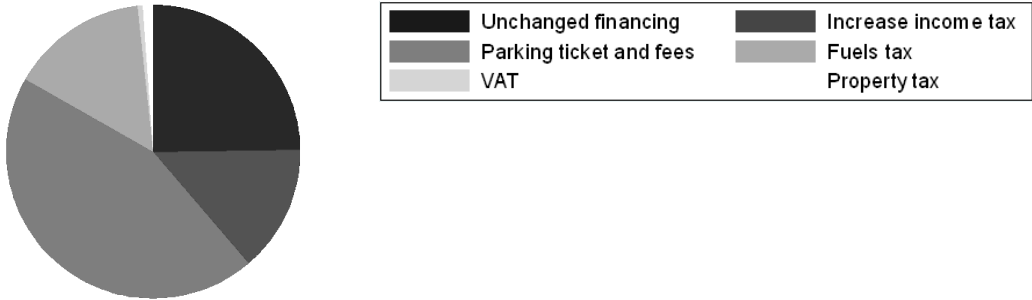 Unchanged financing Increase income tax
Parking ticket and fees Fuels tax
VAT Property tax